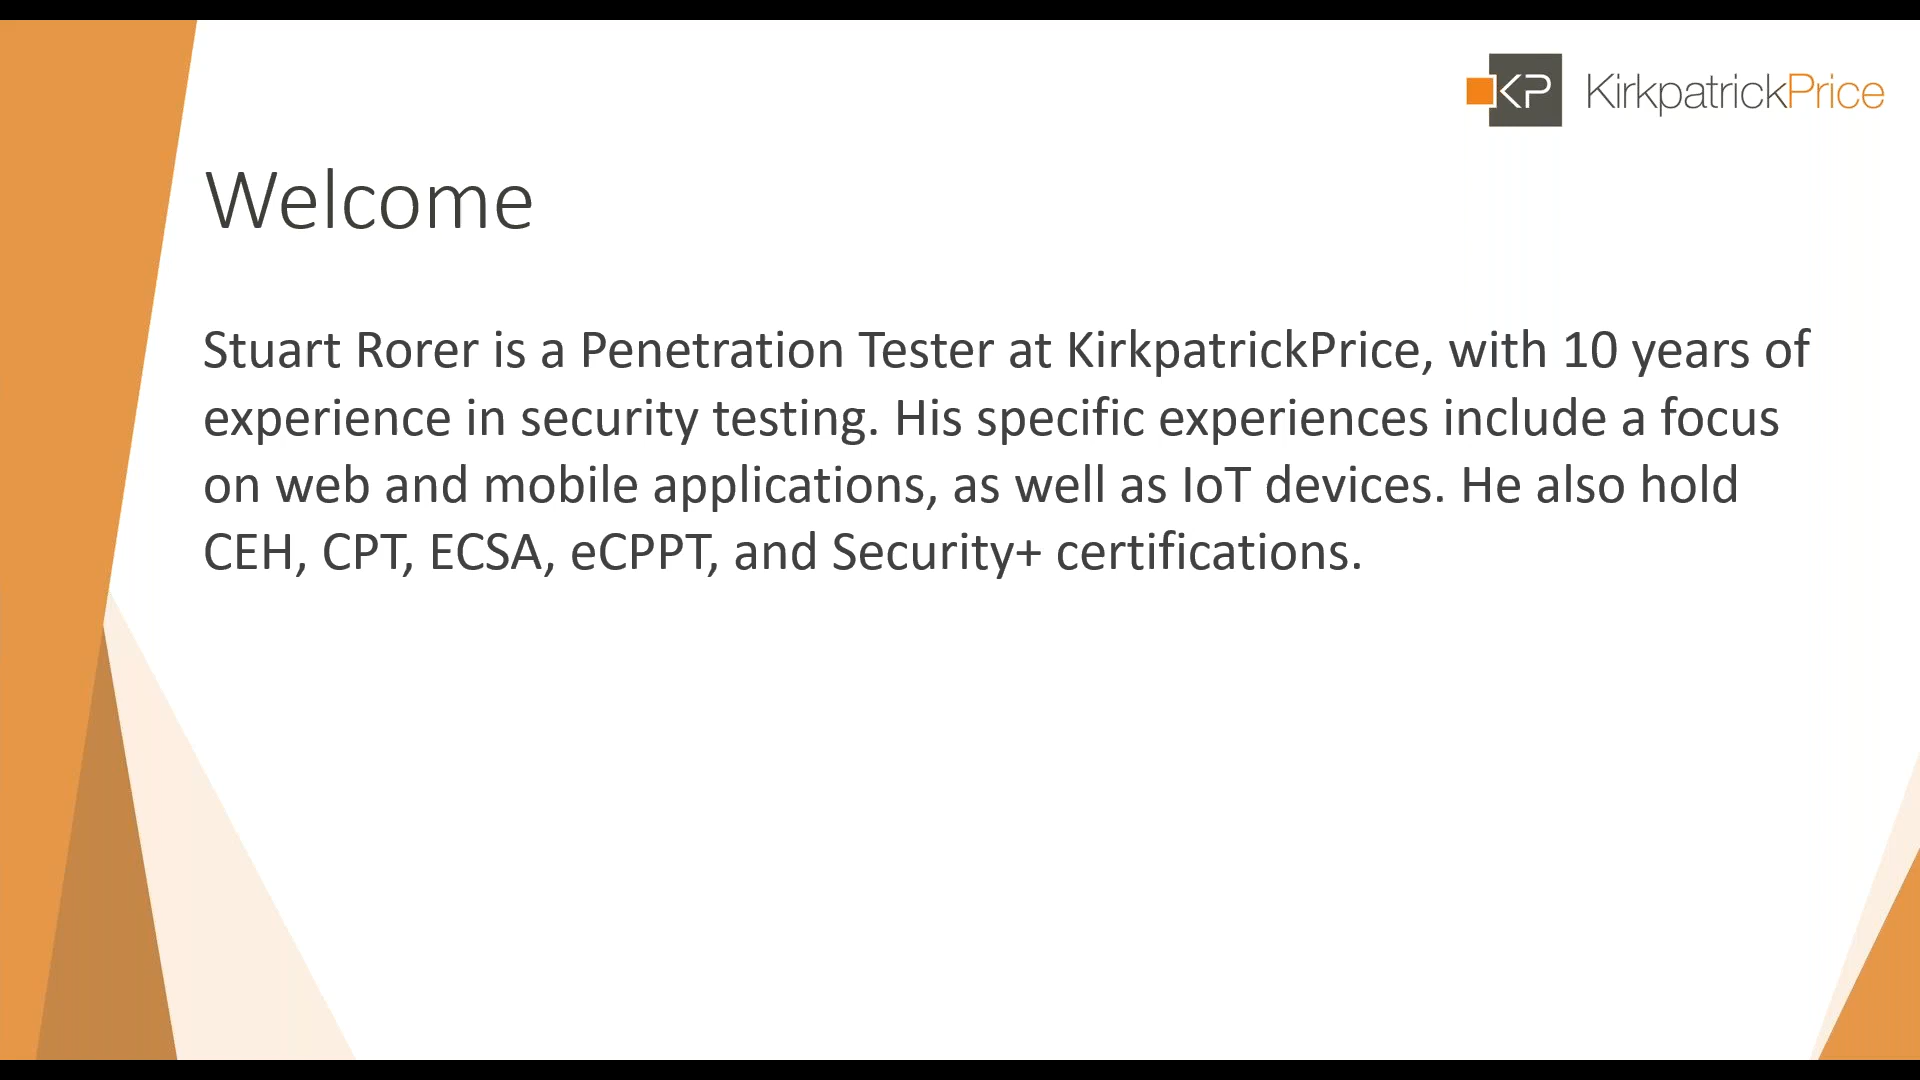 KP KirkpatrickPrice
Welcome
Stuart Rorer is a Penetration Tester at KirkpatrickPrice, with 10 years of
experience in security testing. His specific experiences include a focus
on web and mobile applications, as well as IoT devices. He also hold
CEH, CPT, ECSA, eCPPT, and Security+ certifications.